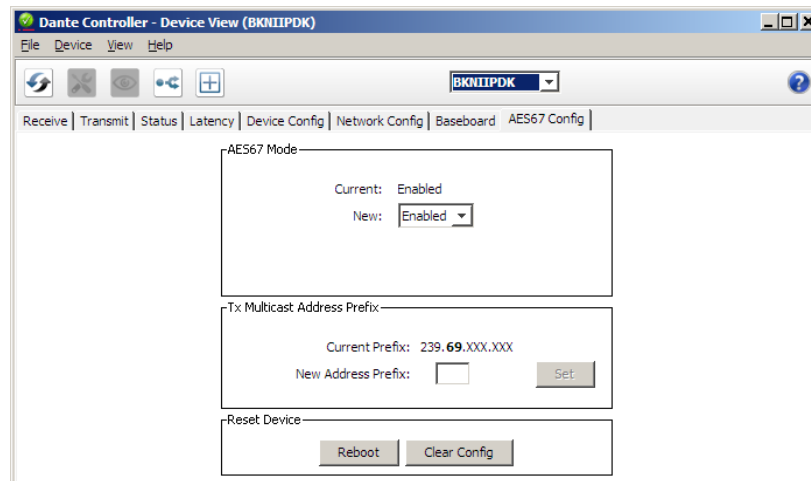 Dante Controller - Device View (BKNIIPDK)
File Device View Help
BKNIIPDK
Receive Transmit Status Latency Device Config Network Config Baseboard AES67 Config
AES67 Mode
Current: Enabled
New: Enabled
Tx Multicast Address Prefix
Current Prefix: 239.69.XXX.XXX
New Address Prefix: Set
Reset Device
Reboot Clear Config